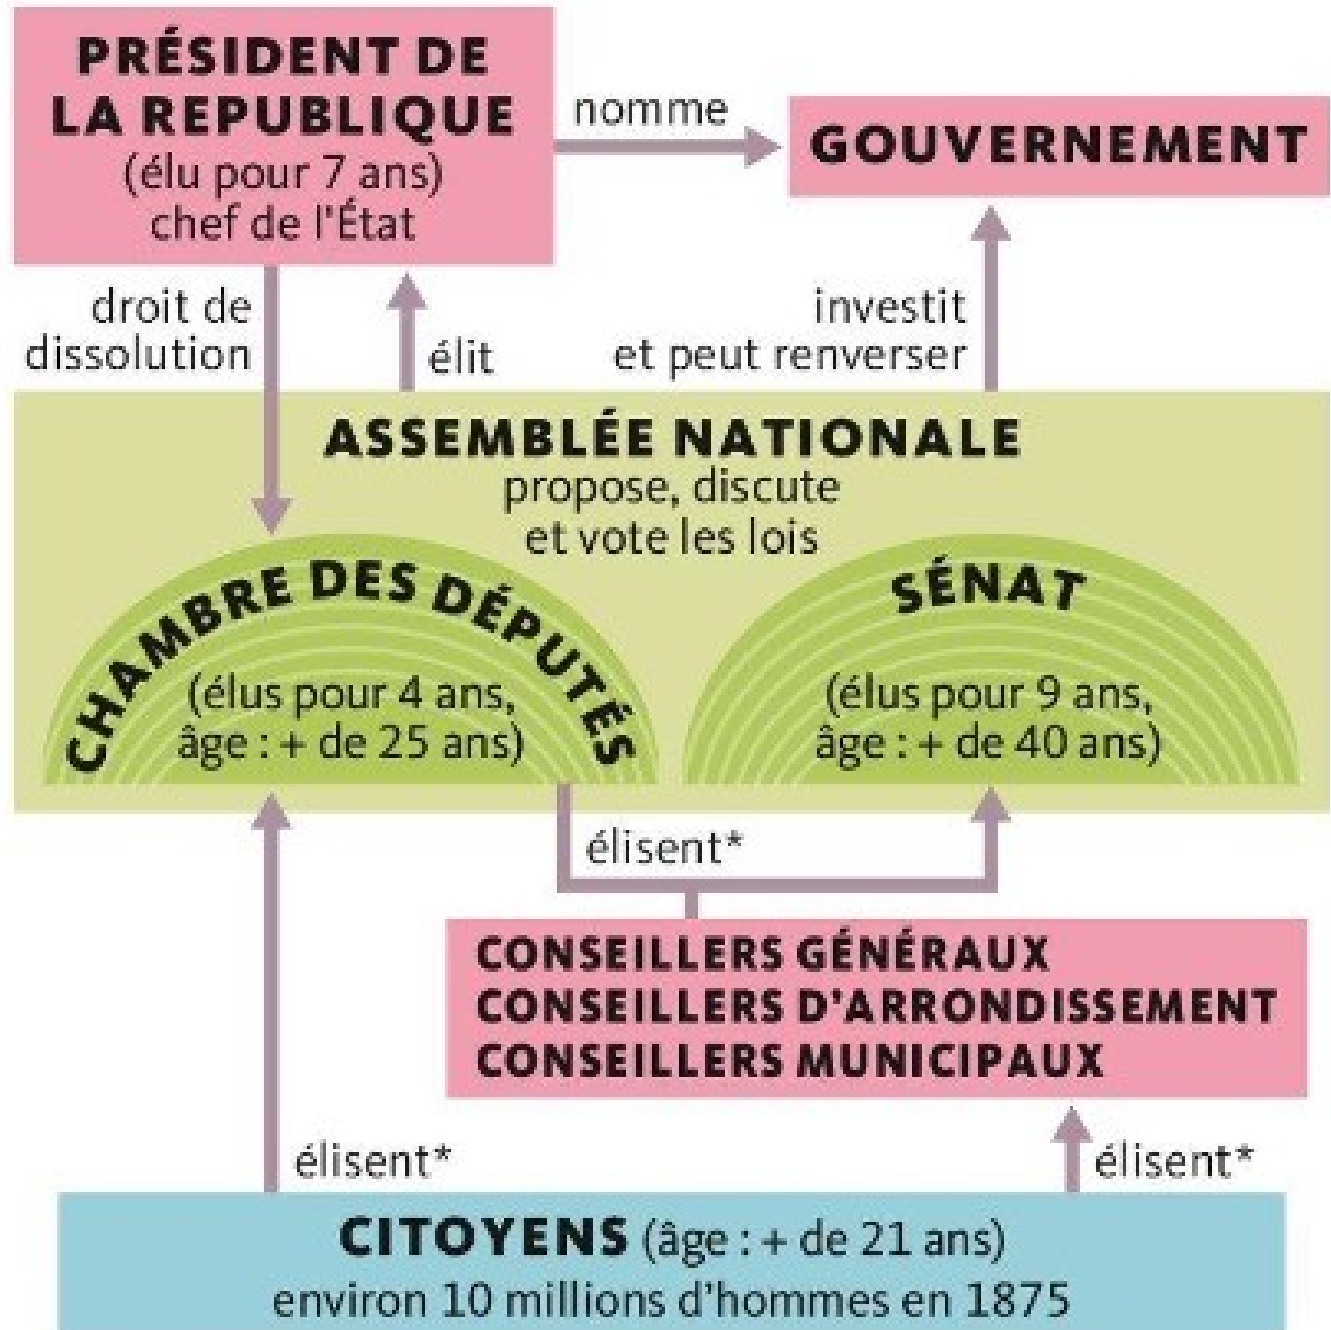 PRÉSIDENT DE
LA REPUBLIQUE
(élu pour 7 ans)
chef de l'État
nomme
GOUVERNEMENT
droit de
dissolution
élit
investit
et peut renverser
ASSEMBLÉE NATIONALE
propose, discute
et vote les lois
CHAMBRE DES DÉPUTÉS
(élus pour 4 ans,
âge : + de 25 ans)
SÉNAT
(élus pour 9 ans,
âge : + de 40 ans)
élisent*
CONSEILLERS GÉNÉRAUX
CONSEILLERS D'ARRONDISSEMENT
CONSEILLERS MUNICIPAUX
élisent*
élisent*
CITOYENS (âge : + de 21 ans)
environ 10 millions d’hommes en 1875